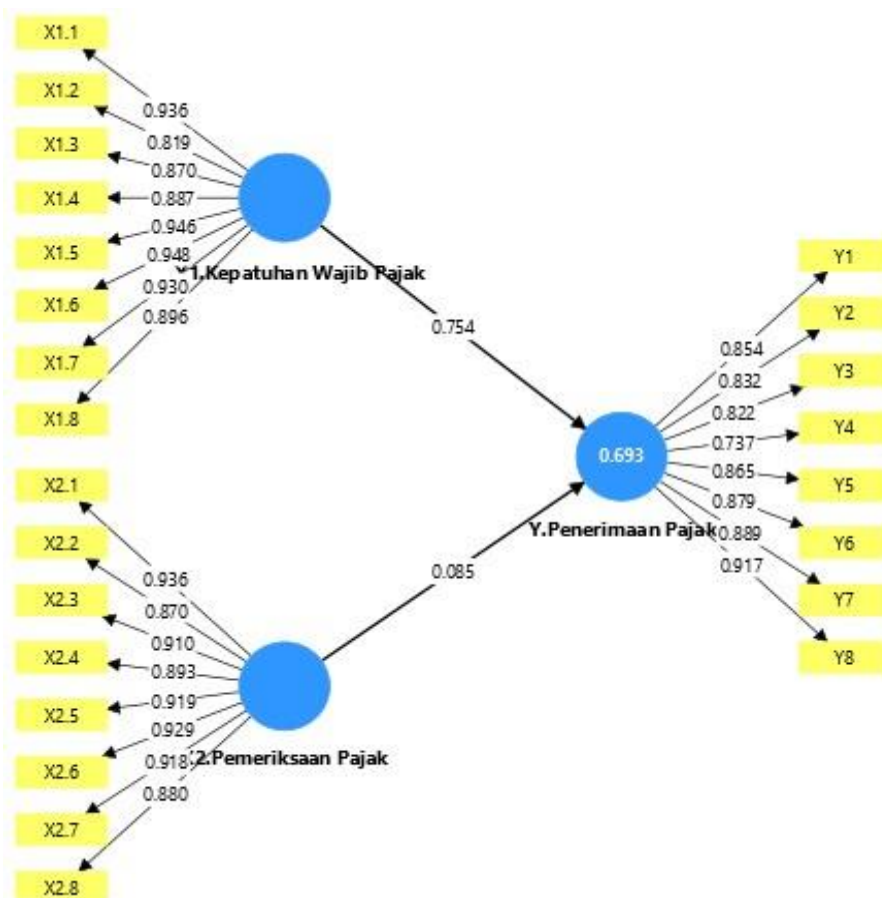 X1.1
X1.2
X1.3
X1.4
X1.5
X1.6
X1.7
X1.8
0.936
0.819
0.870
0.887
0.946
0.948
0.930
0.896
1.Kepatuhan Wajib Pajak
0.754
X2.1
X2.2
X2.3
X2.4
X2.5
X2.6
X2.7
X2.8
0.936
0.870
0.910
0.893
0.919
0.929
0.918
0.880
2.Pemeriksaan Pajak
0.085
0.693
Y.Penerimaan Pajak
0.854
0.832
0.822
0.737
0.865
0.879
0.889
0.917
Y1
Y2
Y3
Y4
Y5
Y6
Y7
Y8